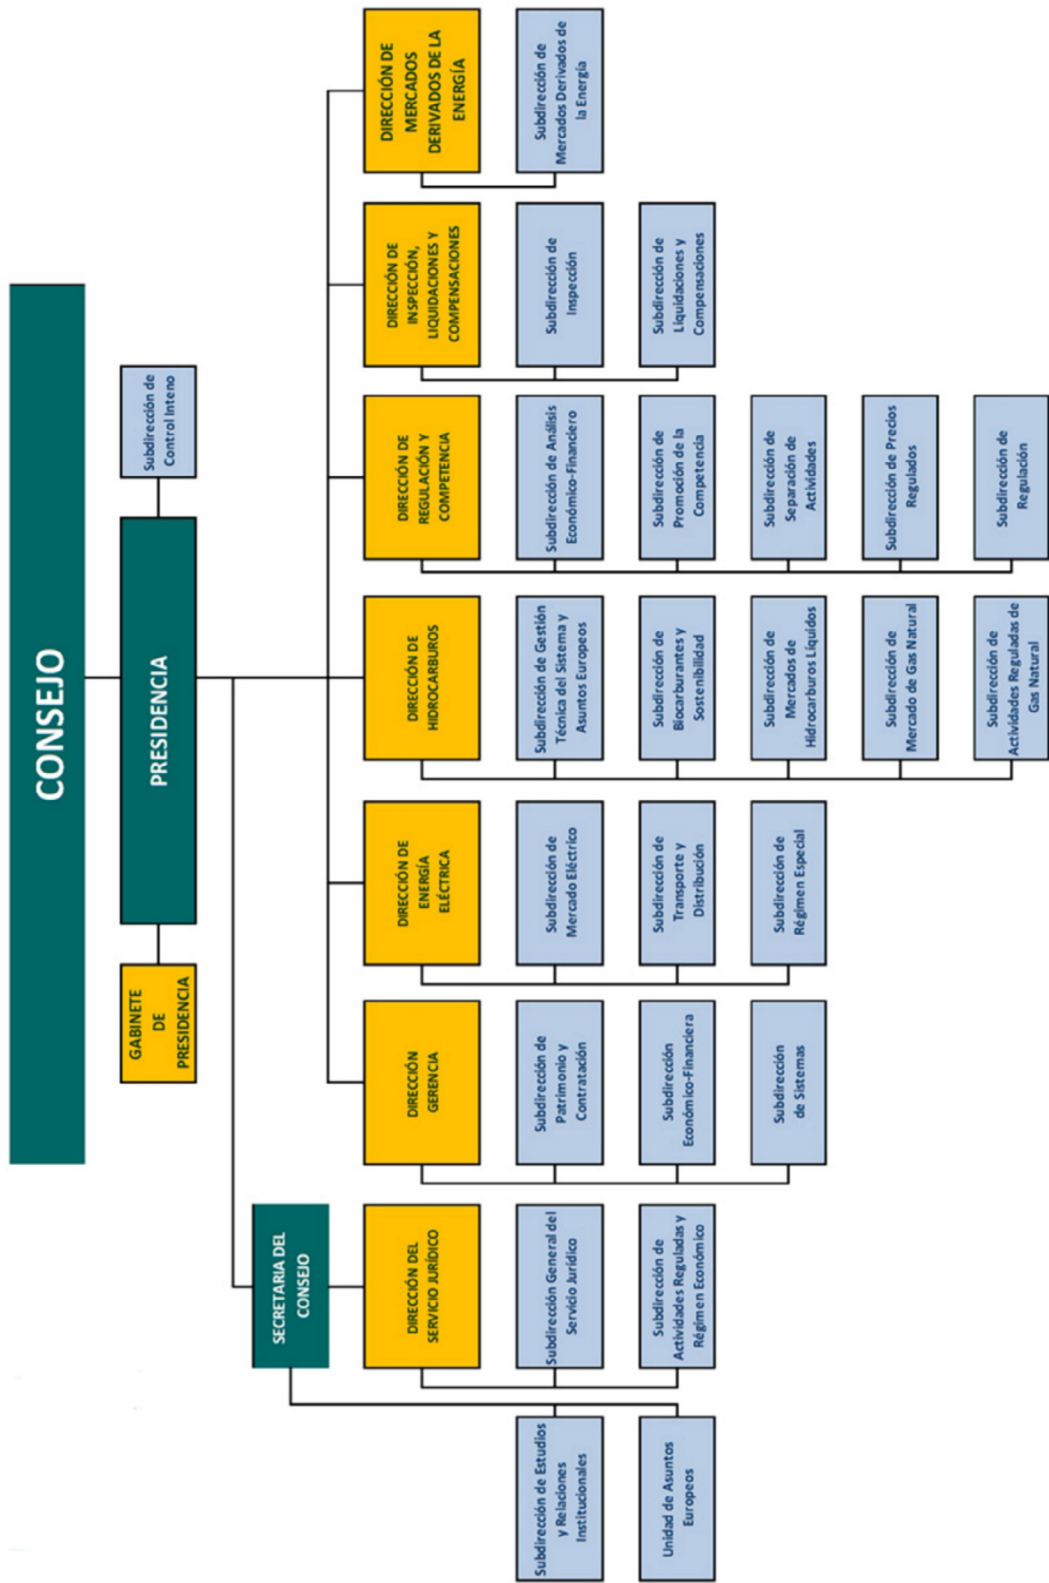 CONSEJO
GABINETE
DE
PRESIDENCIA
PRESIDENCIA
Subdirección de
Control Inteno
SECRETARIA DEL
CONSEJO
Subdirección de Estudios
y Relaciones
Institucionales
Unidad de Asuntos
Europeos
DIRECCIÓN DEL
SERVICIO JURÍDICO
Subdirección General del
Servicio Jurídico
Subdirección de
Actividades Reguladas y
Régimen Económico
DIRECCIÓN
GERENCIA
Subdirección de
Patrimonio y
Contratación
Subdirección
Económico-Financiera
Subdirección
de Sistemas
DIRECCIÓN DE
ENERGÍA
ELÉCTRICA
Subdirección de
Mercado Eléctrico
Subdirección de
Transporte y
Distribución
Subdirección de
Régimen Especial
DIRECCIÓN DE
HIDROCARBUROS
Subdirección de Gestión
Técnica del Sistema y
Asuntos Europeos
Subdirección de
Biocarburantes y
Sostenibilidad
Subdirección de
Mercados de
Hidrocarburos Líquidos
Subdirección de
Mercado de Gas Natural
Subdirección de
Actividades Reguladas de
Gas Natural
DIRECCIÓN DE
REGULACIÓN Y
COMPETENCIA
Subdirección de Análisis
Económico-Financiero
Subdirección de
Promoción de la
Competencia
Subdirección de
Separación de
Actividades
Subdirección de Precios
Regulados
Subdirección de
Regulación
DIRECCIÓN DE
INSPECCIÓN,
LIQUIDACIONES Y
COMPENSACIONES
Subdirección de
Inspección
Subdirección de
Liquidaciones y
Compensaciones
DIRECCIÓN DE
MERCADOS
DERIVADOS DE LA
ENERGÍA
Subdirección de
Mercados Derivados de
la Energía